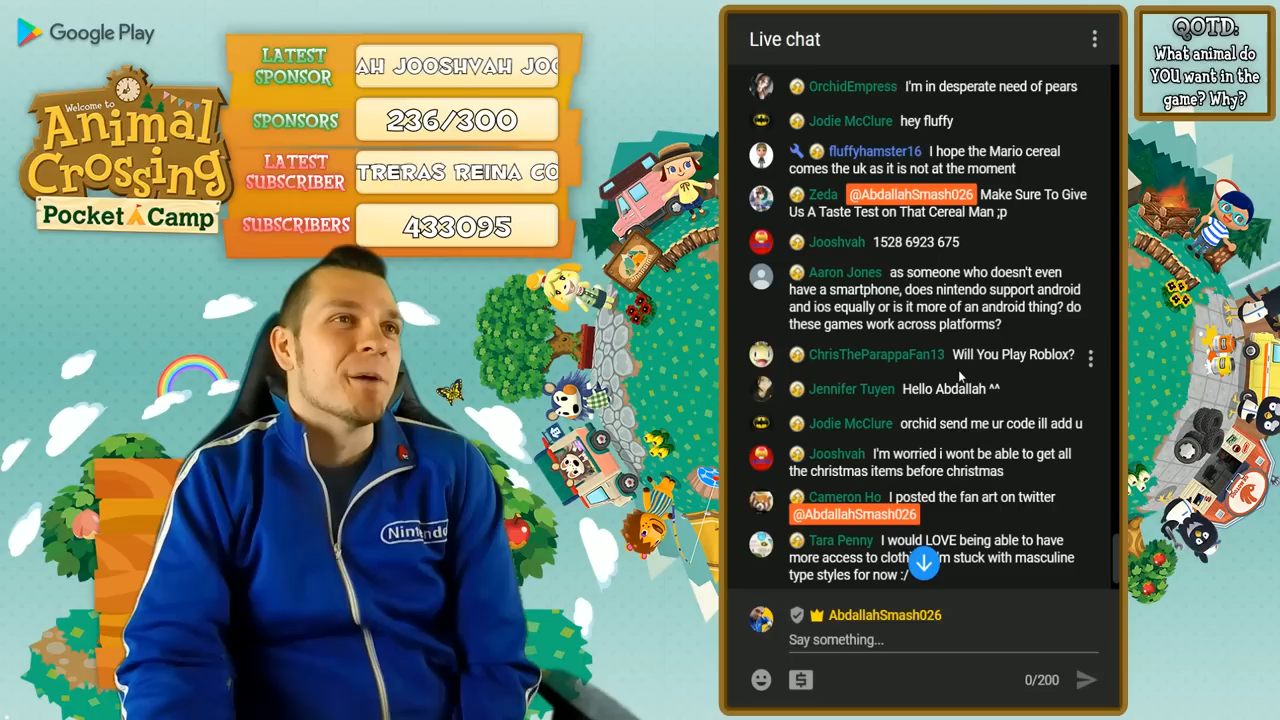 Google Play
Welcome to
Animal
Crossing
Pocket Camp
LATEST
SPONSOR
AH JOOSHVAH JOO
SPONSORS
236/300
LATEST
SUBSCRIBER
TRERAS REINA CO
SUBSCRIBERS
433095
Nintendo
Live chat
OrchidEmpress I'm in desperate need of pears
Jodie McClure hey fluffy
fluffyhamster16 I hope the Mario cereal
comes the uk as it is not at the moment
Zeda @AbdallahSmash026 Make Sure To Give
Us A Taste Test on That Cereal Man ;p
Jooshvah 1528 6923 675
Aaron Jones as someone who doesn't even
have a smartphone, does nintendo support android
and ios equally or is it more of an android thing? do
these games work across platforms?
ChrisTheParappaFan13 Will You Play Roblox?
Jennifer Tuyen Hello Abdallah ^^
Jodie McClure orchid send me ur code ill add u
Jooshvah I'm worried i wont be able to get all
the christmas items before christmas
Cameron Ho I posted the fan art on twitter
@AbdallahSmash026
Tara Penny I would LOVE being able to have
more access to stuck with masculine
type styles for now :/
AbdallahSmash026
Say something...
0/200
QOTD:
What animal do
YOU want in the
game? Why?